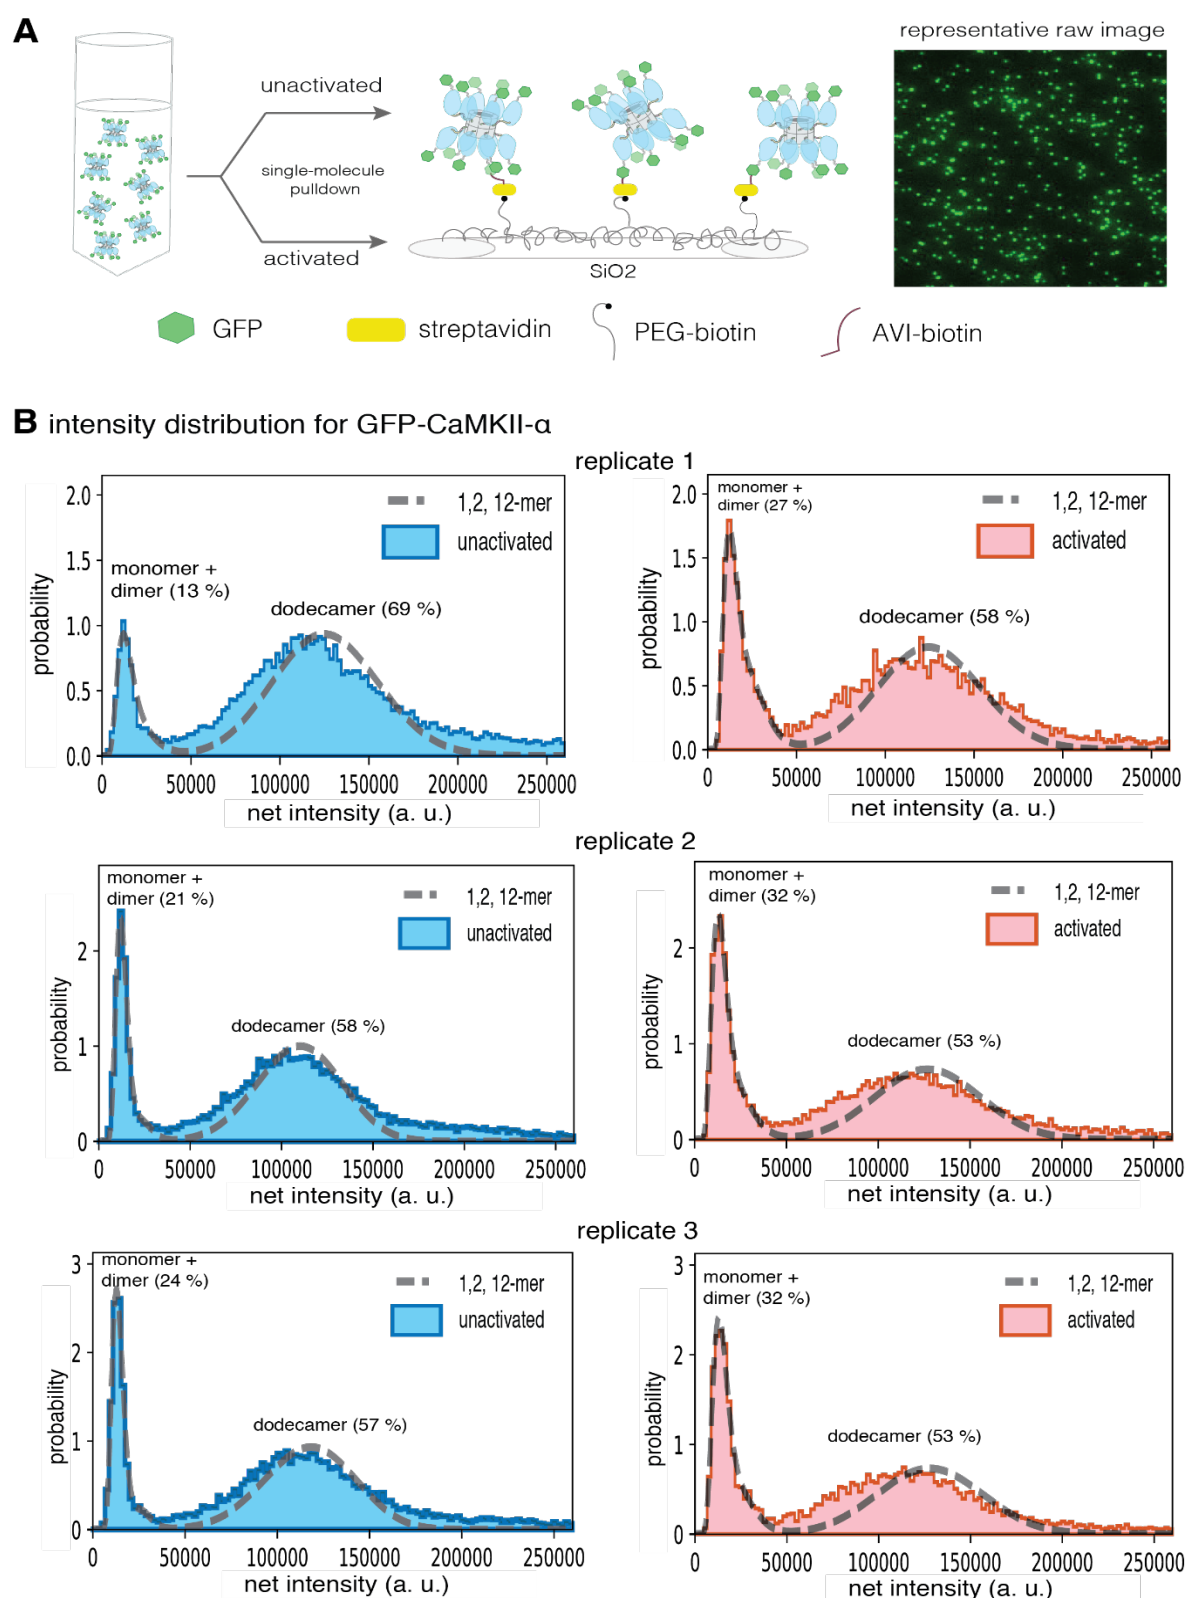 A
representative raw image
unactivated
single-molecule
pulldown
activated
SiO2
GFP
streptavidin
PEG-biotin
AVI-biotin
B intensity distribution for GFP-CaMKII-α
replicate 1
2.0
1.5
1.0
0.5
0.0
probability
monomer +
dimer (13 %)
dodecamer (69 %)
1,2, 12-mer
unactivated
0 50000 100000 150000 200000 250000
net intensity (a. u.)
2.0
1.5
1.0
0.5
0.0
probability
monomer +
dimer (27 %)
dodecamer (58 %)
1,2, 12-mer
activated
0 50000 100000 150000 200000 250000
net intensity (a. u.)
replicate 2
2
1
0
probability
monomer +
dimer (21 %)
dodecamer (58 %)
1,2, 12-mer
unactivated
0 50000 100000 150000 200000 250000
net intensity (a. u.)
2
1
0
probability
monomer +
dimer (32 %)
dodecamer (53 %)
1,2, 12-mer
activated
0 50000 100000 150000 200000 250000
net intensity (a. u.)
replicate 3
3
2
1
0
probability
monomer +
dimer (24 %)
dodecamer (57 %)
1,2, 12-mer
unactivated
0 50000 100000 150000 200000 250000
net intensity (a. u.)
3
2
1
0
probability
monomer +
dimer (32 %)
dodecamer (53 %)
1,2, 12-mer
activated
0 50000 100000 150000 200000 250000
net intensity (a. u.)